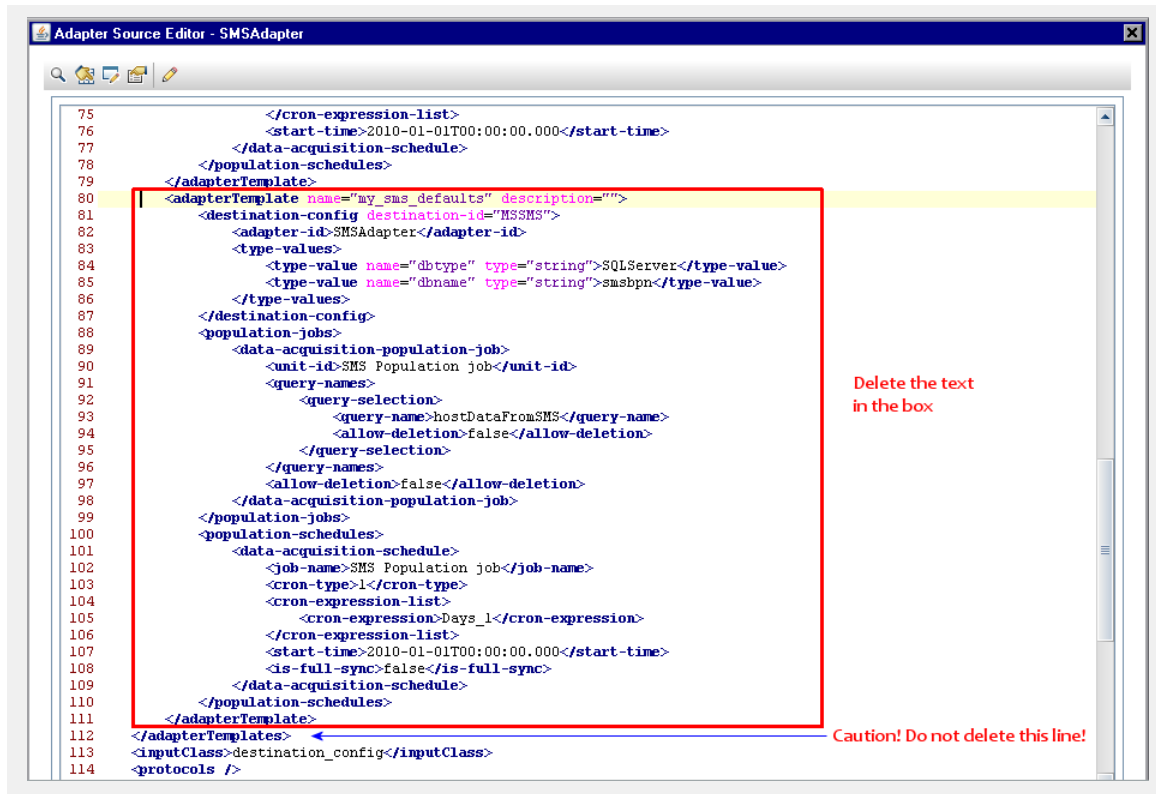 Adapter Source Editor - SMSAdapter
75 </cron-expression-list>
76 <start-time>2010-01-01T00:00:00.000</start-time>
77 </data-acquisition-schedule>
78 </population-schedules>
79 </adapterTemplate>
80 <adapterTemplate name="my_sms_defaults" description="">
81 <destination-config destination-id="MSSMS">
82 <adapter-id>SMSAdapter</adapter-id>
83 <type-values>
84 <type-value name="dbtype" type="string">SQLServer</type-value>
85 <type-value name="dbname" type="string">smsbpn</type-value>
86 </type-values>
87 </destination-config>
88 <population-jobs>
89 <data-acquisition-population-job>
90 <unit-id>SMS Population job</unit-id>
91 <query-names>
92 <query-selection>
93 <query-name>hostDataFromSMS</query-name>
94 <allow-deletion>false</allow-deletion>
95 </query-selection>
96 </query-names>
97 <allow-deletion>false</allow-deletion>
98 </data-acquisition-population-job>
99 </population-jobs>
100 <population-schedules>
101 <data-acquisition-schedule>
102 <job-name>SMS Population job</job-name>
103 <cron-type>1</cron-type>
104 <cron-expression-list>
105 <cron-expression>Days_1</cron-expression>
106 </cron-expression-list>
107 <start-time>2010-01-01T00:00:00.000</start-time>
108 <is-full-sync>false</is-full-sync>
109 </data-acquisition-schedule>
110 </population-schedules>
111 </adapterTemplate>
112 </adapterTemplates>
113 <inputClass>destination_config</inputClass>
114 <protocols />
Delete the text
in the box
Caution! Do not delete this line!